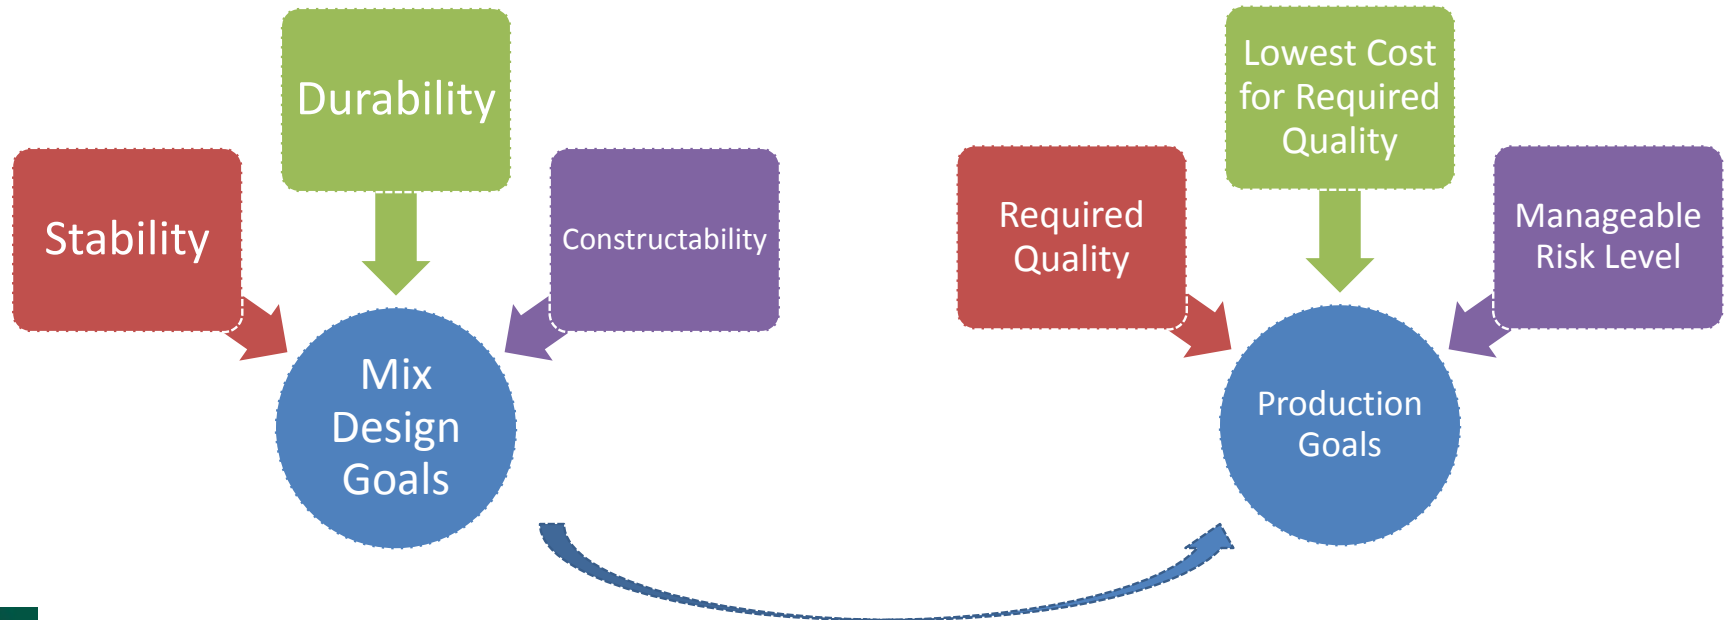 Durability
Stability
Constructability
Mix
Design
Goals
Lowest Cost
for Required
Quality
Required
Quality
Manageable
Risk Level
Production
Goals